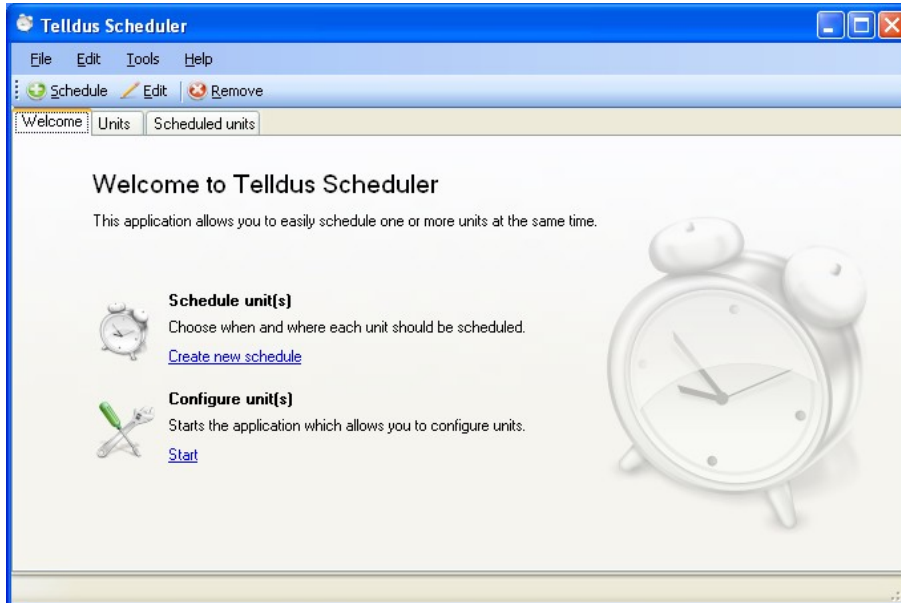 Telldus Scheduler
File Edit Tools Help
Schedule Edit Remove
Welcome Units Scheduled units
Welcome to Telldus Scheduler
This application allows you to easily schedule one or more units at the same time.
Schedule unit(s)
Choose when and where each unit should be scheduled.
Create new schedule
Configure unit(s)
Starts the application which allows you to configure units.
Start